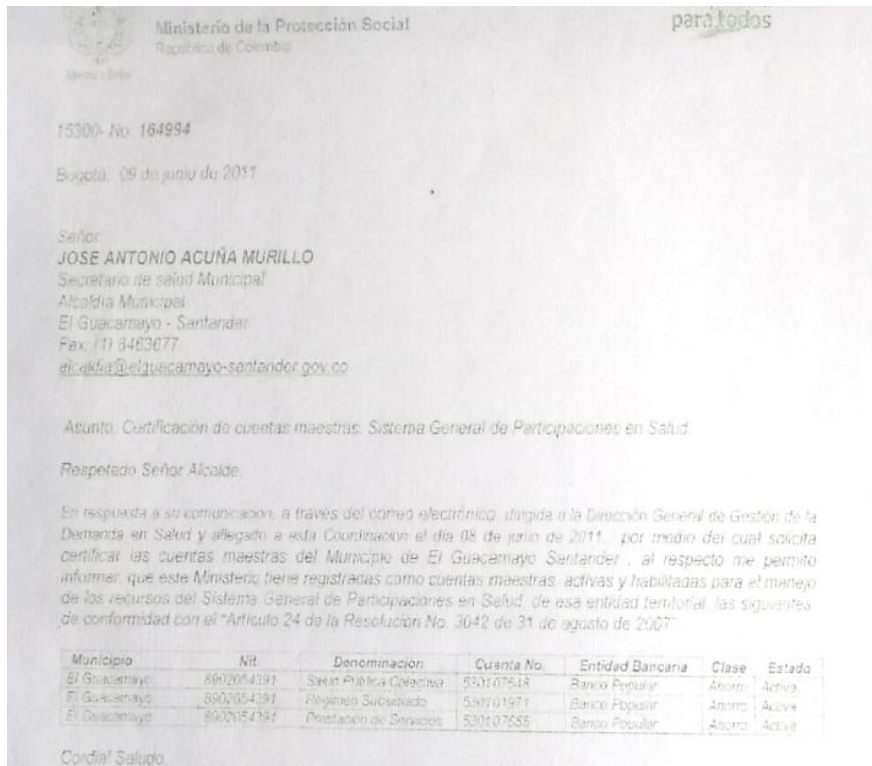 Ministerio de la Protección Social
República de Colombia
para todos
Libertad y Orden
15300- No. 164994
Bogotá, 09 de junio de 2011
Señor
JOSE ANTONIO ACUÑA MURILLO
Secretario de salud Municipal
Alcaldía Municipal
El Guacamayo - Santander
Fax: (1)
alcaldia@elguacamayo-santander.gov.co
Asunto: Certificación de cuentas maestras. Sistema General de Participaciones en Salud.
Respetado Señor Alcalde:
En respuesta a su comunicación, a través del correo electrónico, dirigida a la Dirección General de Gestión de la
Demanda en Salud y allegado a esta Coordinación el día 08 de junio de 2011, por medio del cual solicita
certificar las cuentas maestras del Municipio de El Guacamayo Santander , al respecto me permito
informar, que este Ministerio tiene registradas como cuentas maestras, activas y habilitadas para el manejo
de los recursos del Sistema General de Participaciones en Salud, de esa entidad territorial, las siguientes
de conformidad con el "Artículo 24 de la Resolución No. 3042 de 31 de agosto de 2007"
Municipio Nit. Denominación Cuenta No. Entidad Bancaria Clase Estado
El Guacamayo 8902054391 Salud Pública Colectiva 530107548 Banco Popular Ahorro Activa
El Guacamayo 8902054391 Régimen Subsidiado 530101971 Banco Popular Ahorro Activa
El Guacamayo 8902054391 Prestación de Servicios 530107555 Banco Popular Ahorro Activa
Cordial Saludo,